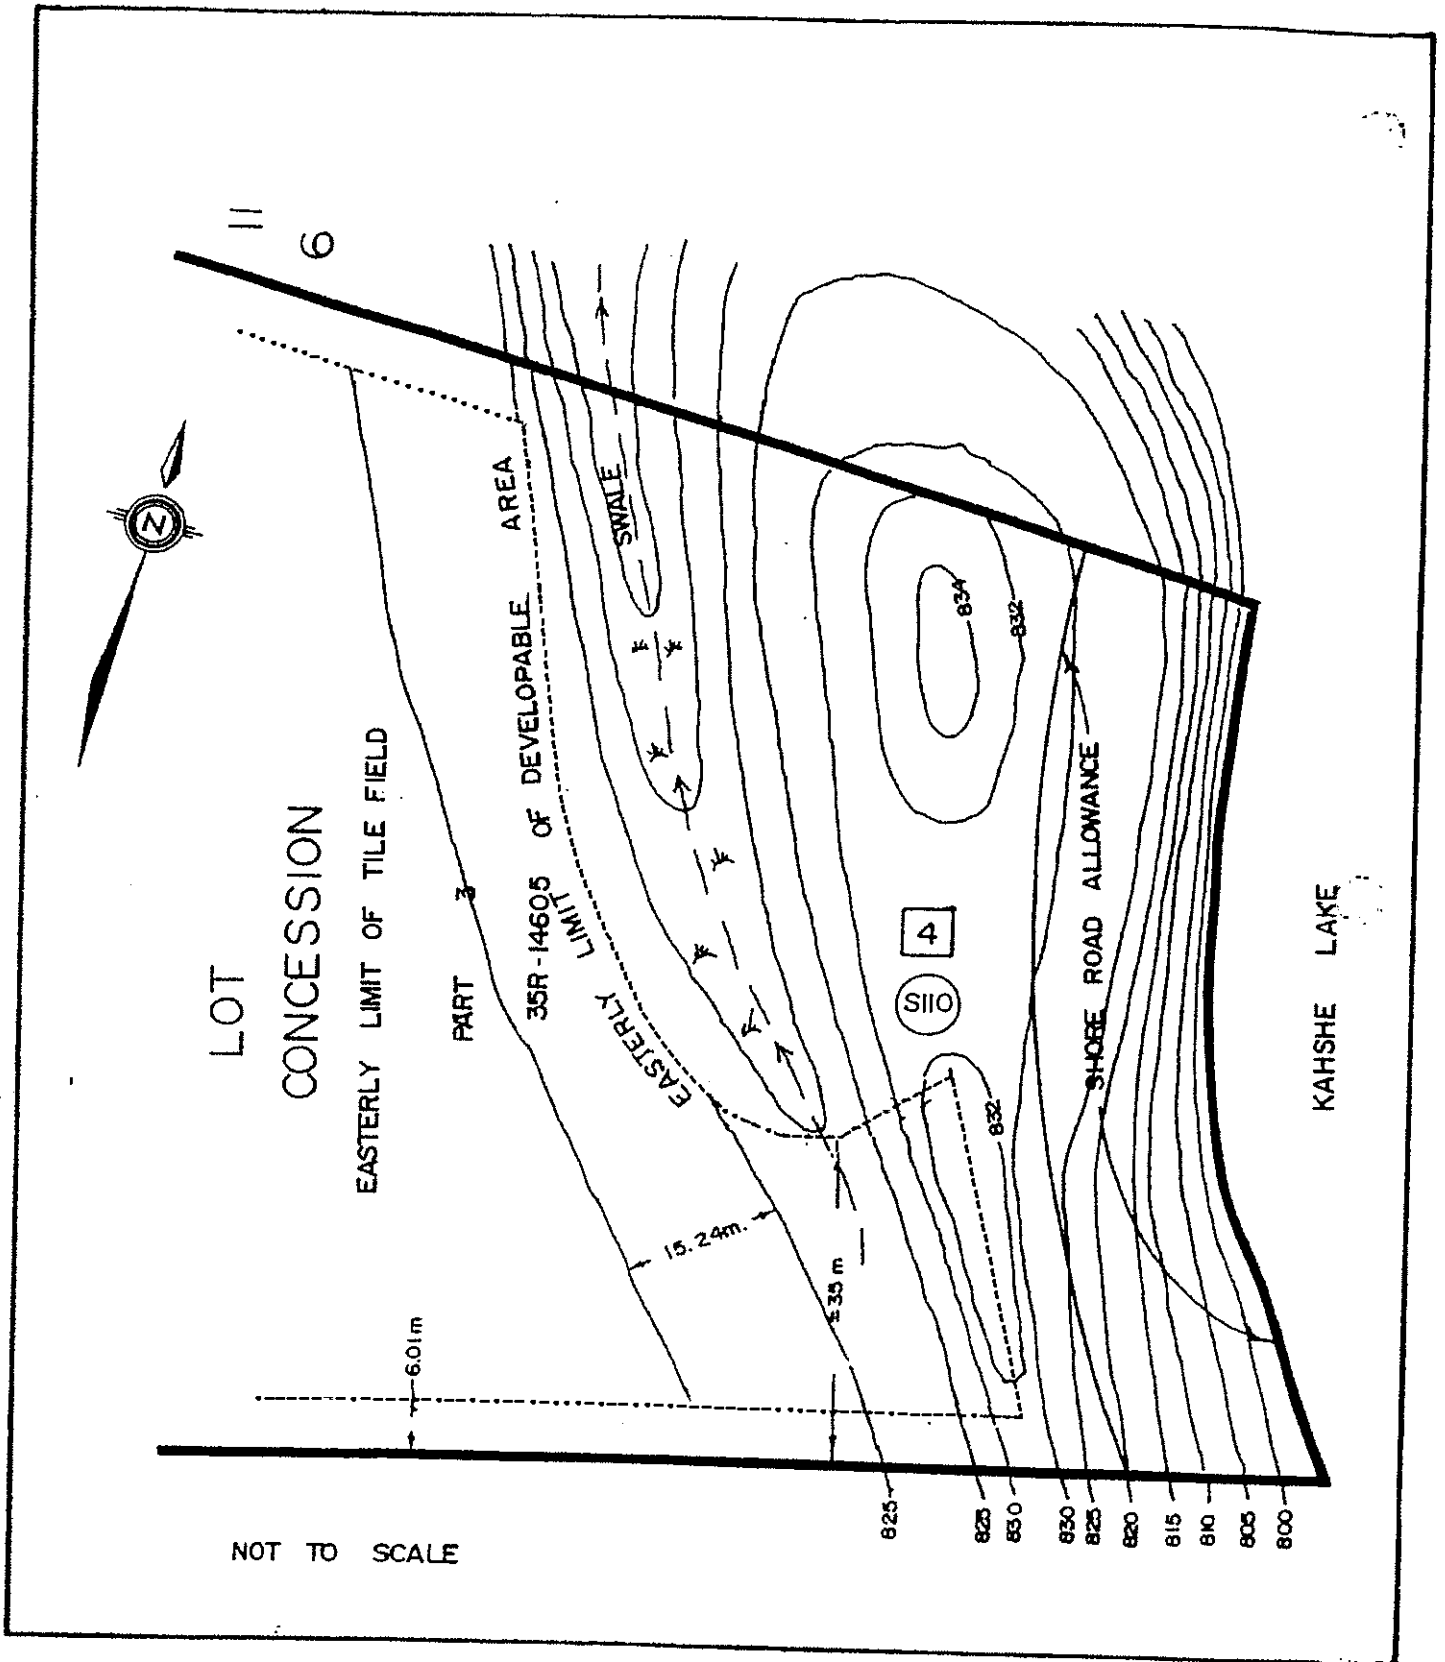 LOT 11
CONCESSION 6
EASTERLY LIMIT OF TILE FIELD
PART 3
35R-14605
EASTERLY LIMIT OF DEVELOPABLE AREA
SWALE
N
15.24m.
±35 m
6.01m
834
832
832
4
S110
SHORE ROAD ALLOWANCE
KAHSHE LAKE
825
825
830
830
825
820
815
810
805
800
NOT TO SCALE